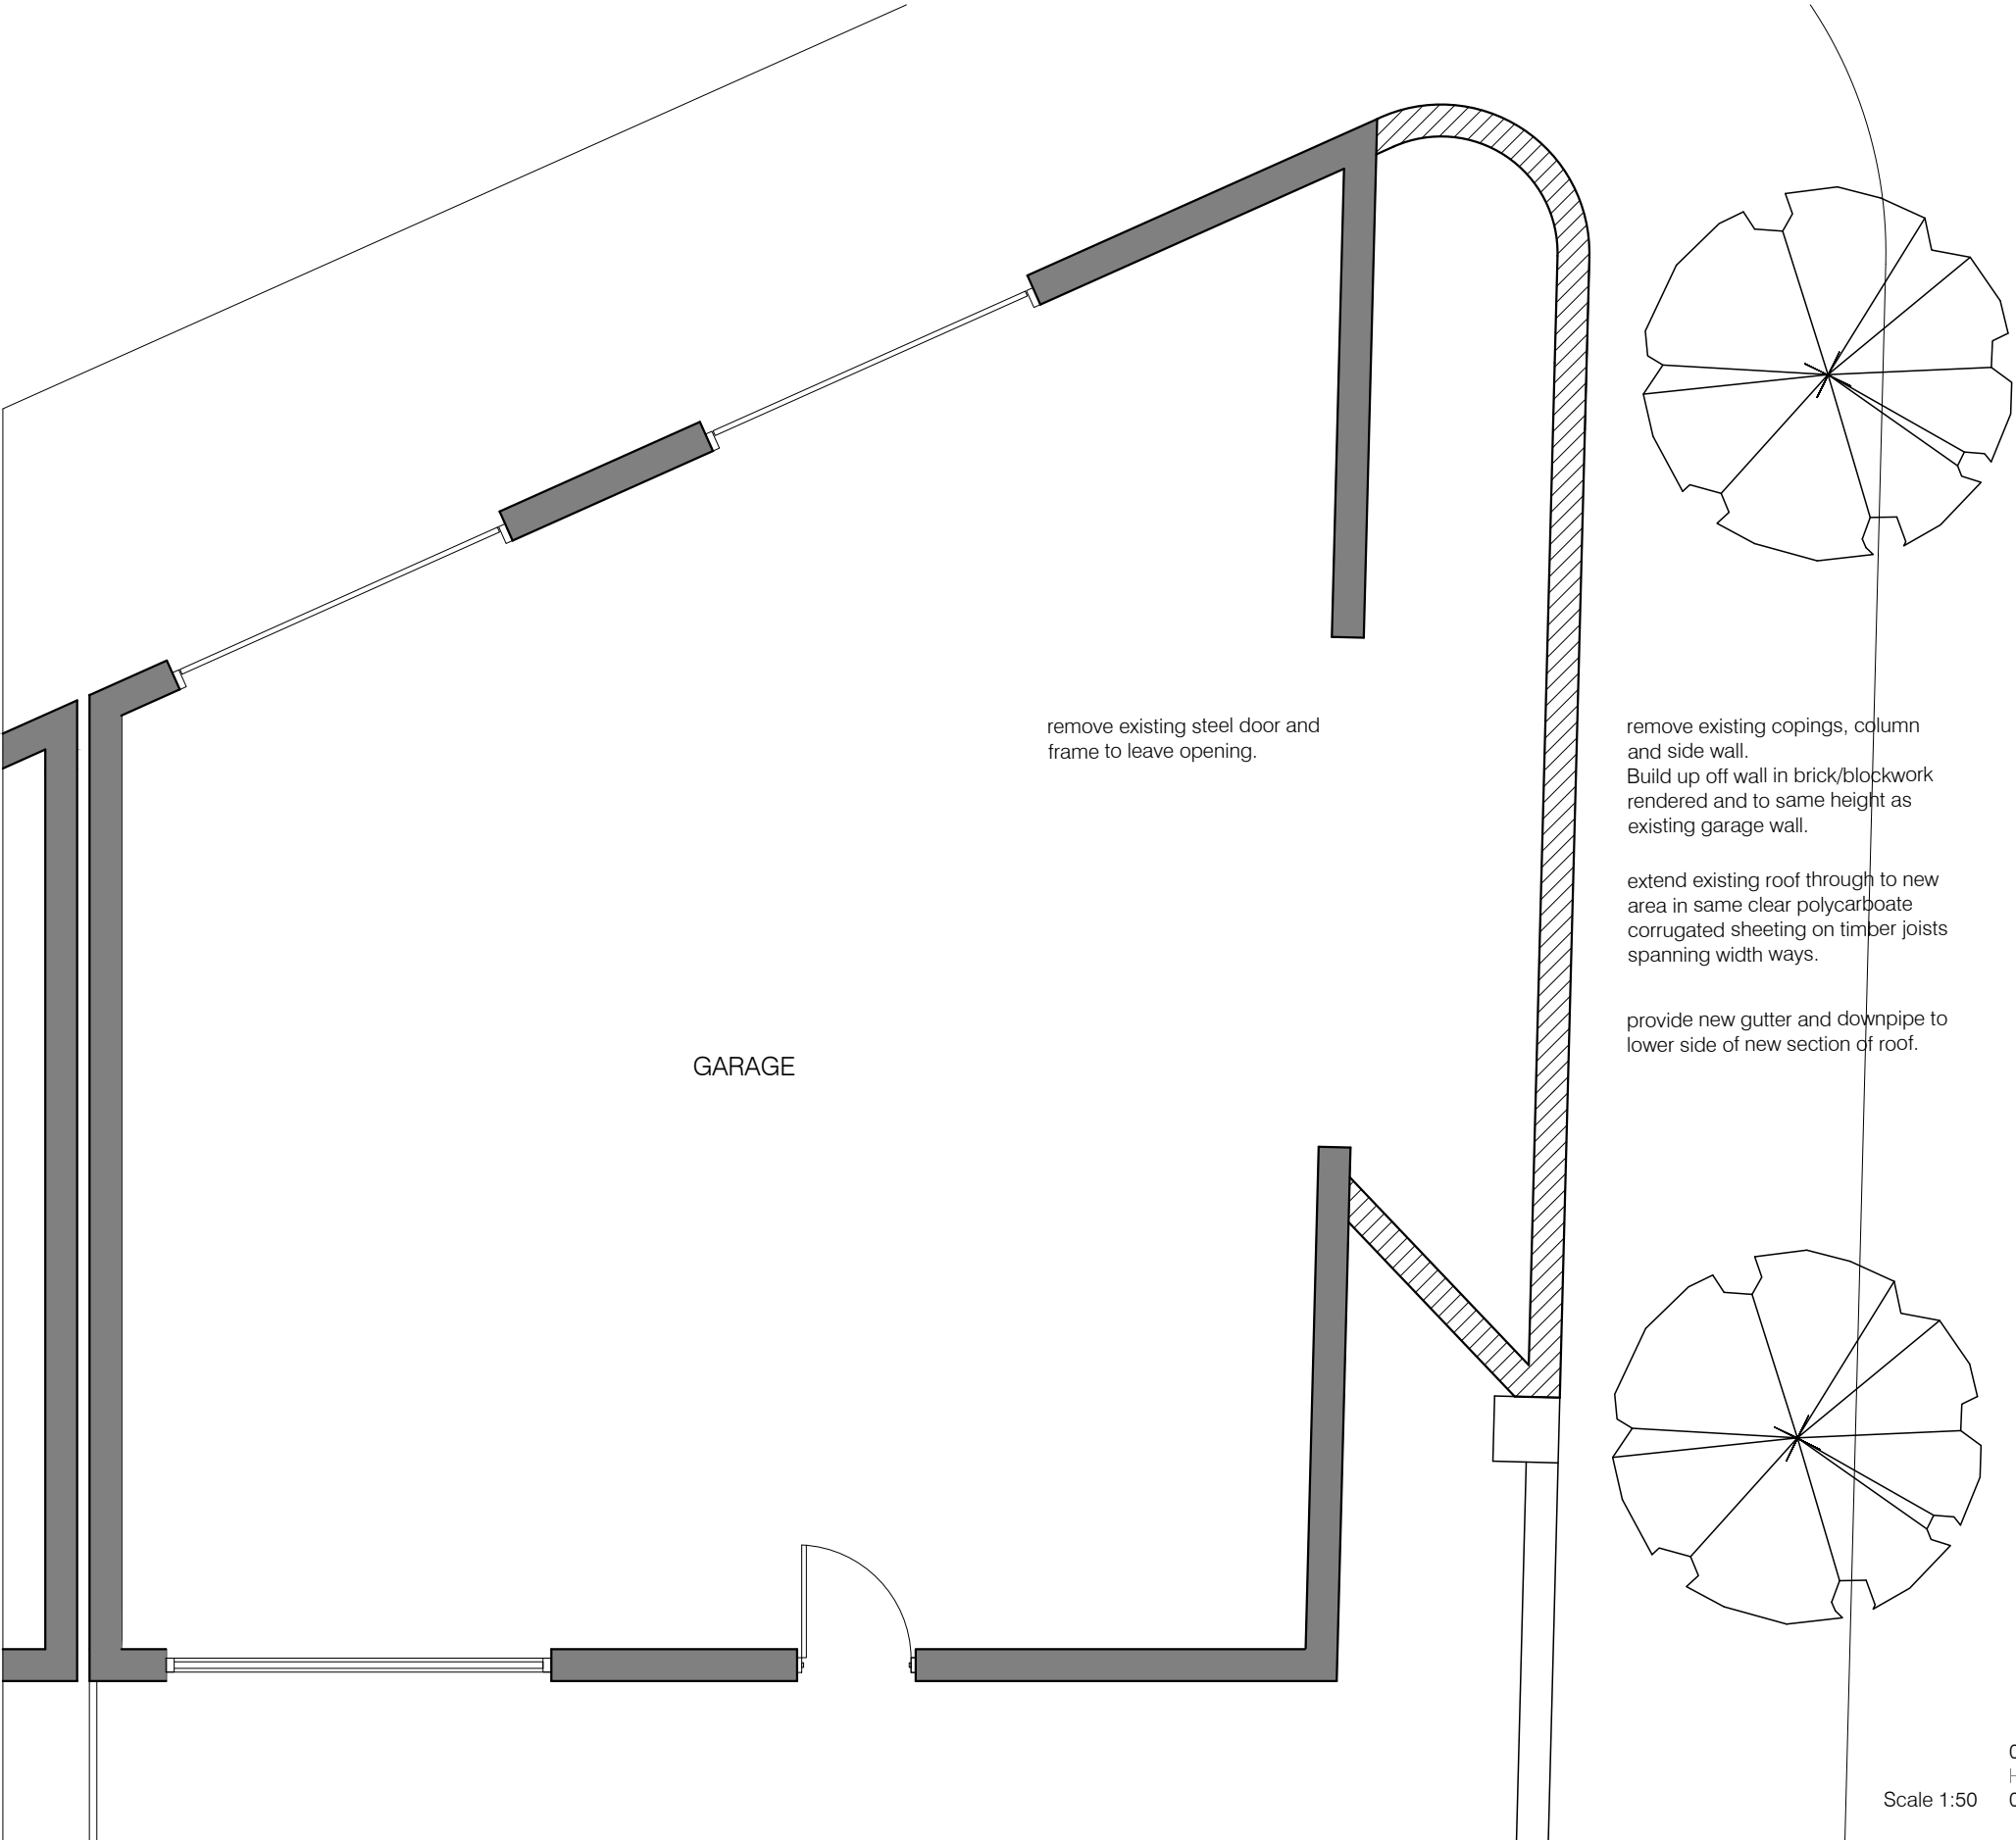 remove existing steel door and
frame to leave opening.
remove existing copings, column
and side wall.
Build up off wall in brick/blockwork
rendered and to same height as
existing garage wall.
extend existing roof through to new
area in same clear polycarboate
corrugated sheeting on timber joists
spanning width ways.
provide new gutter and downpipe to
lower side of new section of roof.
GARAGE
Scale 1:50